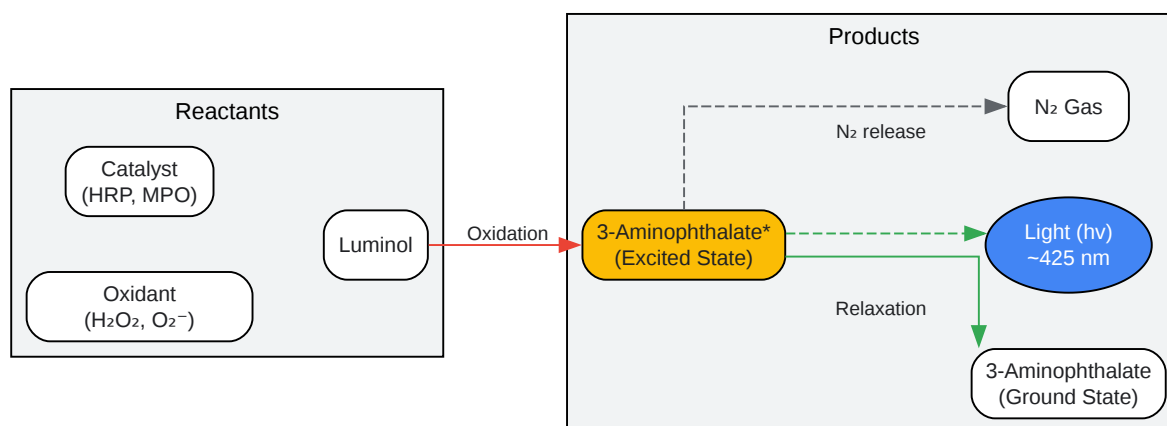 Reactants
Catalyst
(HRP, MPO)
Luminol
Oxidant
(H₂O₂, O₂⁻)
Oxidation
Products
3-Aminophthalate*
(Excited State)
N₂ release
N₂ Gas
Light (hv)
~425 nm
Relaxation
3-Aminophthalate
(Ground State)